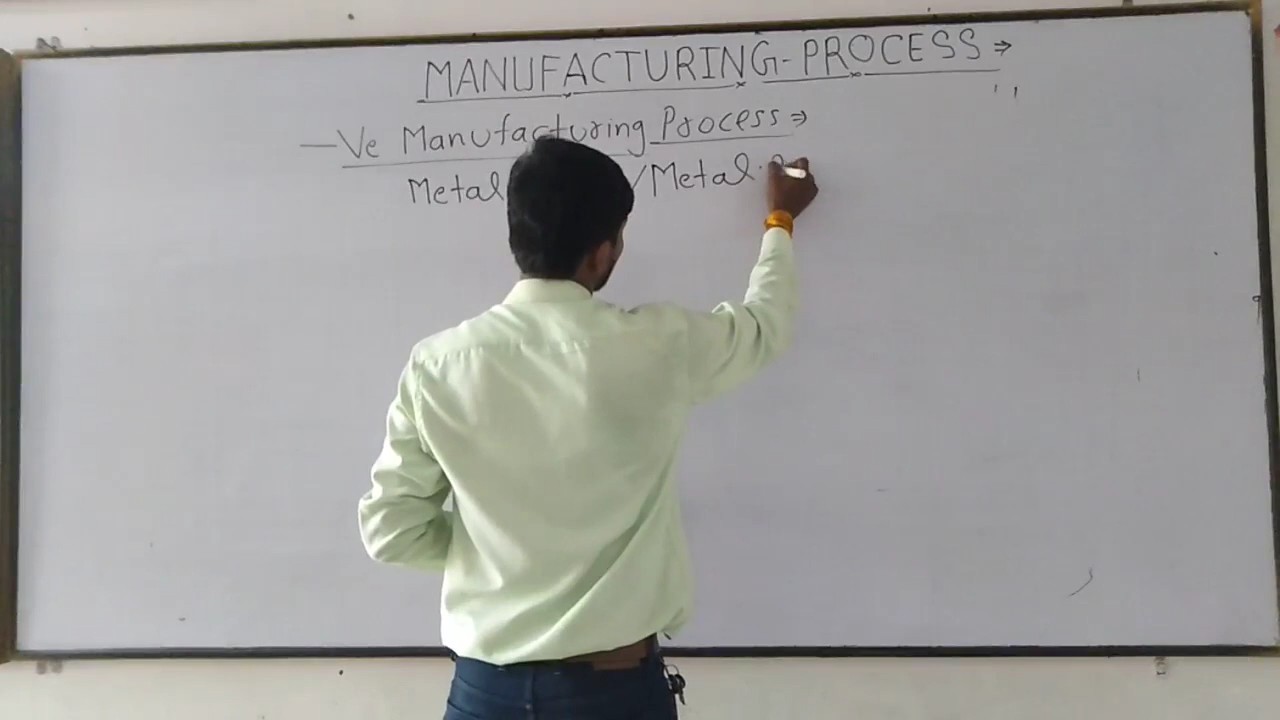 MANUFACTURING-PROCESS ⇒
—Ve Manufacturing Process ⇒
Metal /Metal